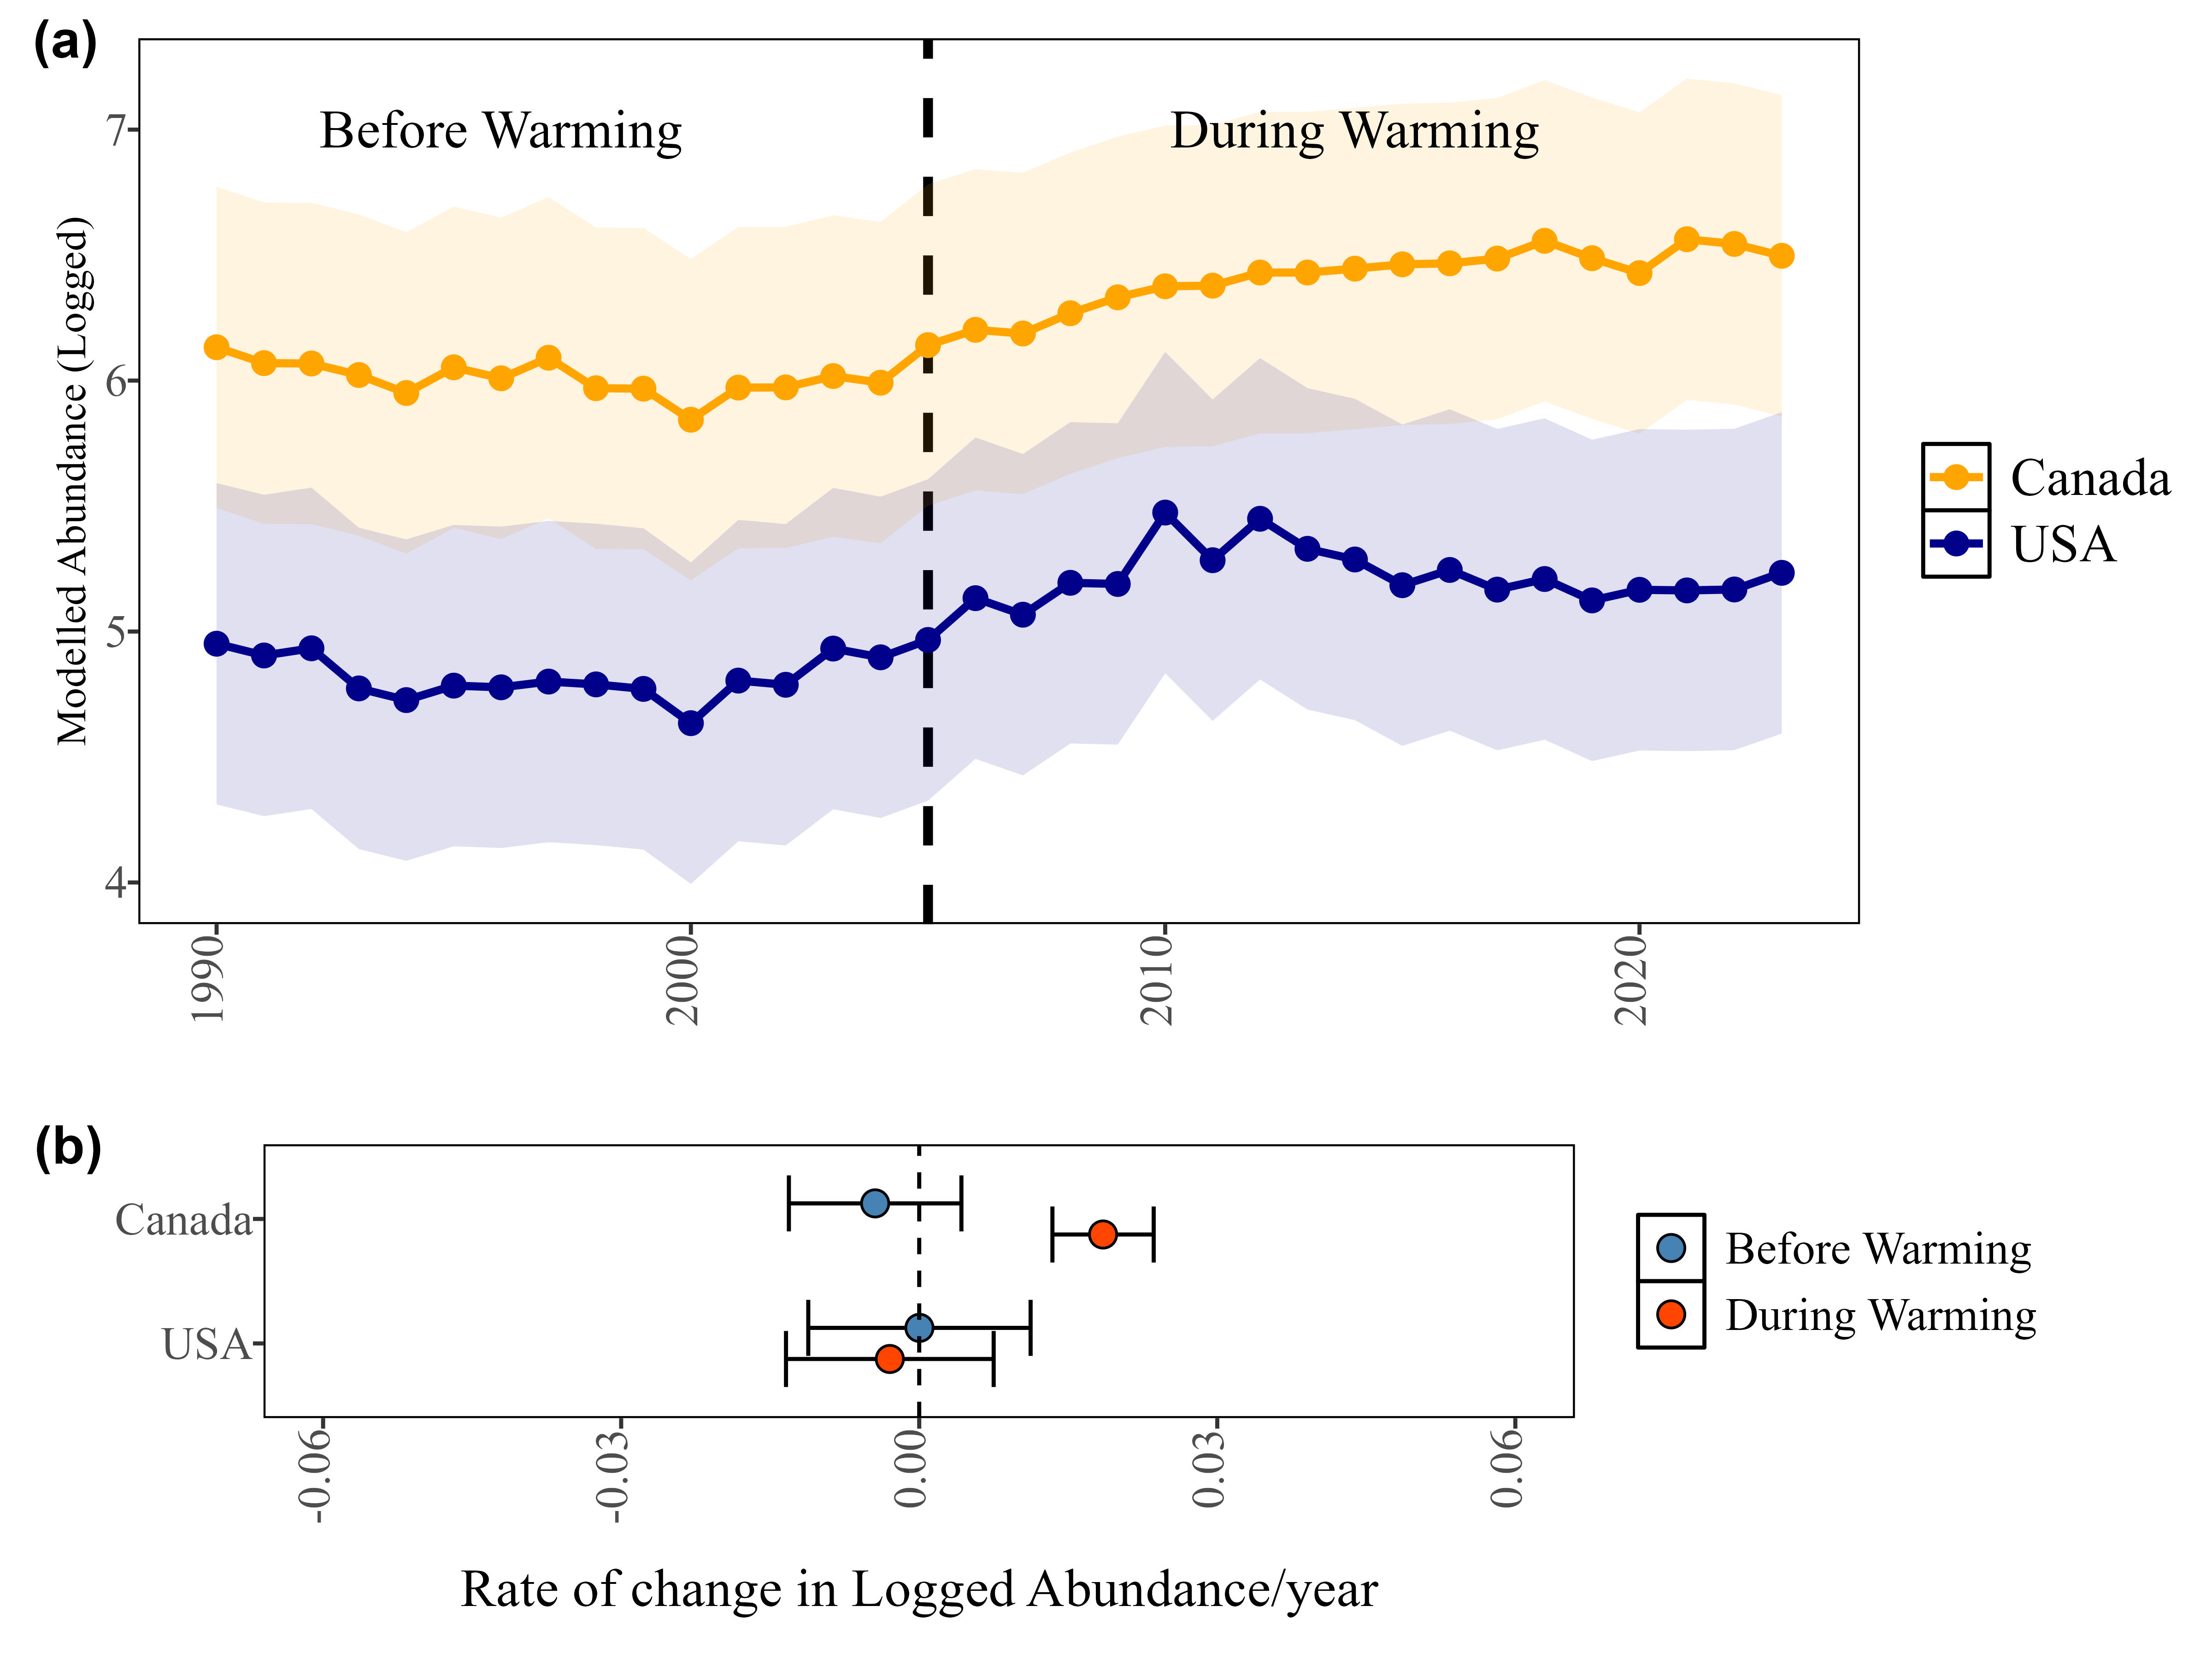 (a)
Before Warming
During Warming
Modelled Abundance (Logged)
7
6
5
4
1990
2000
2010
2020
Canada
USA
(b)
Canada
USA
-0.06
-0.03
0.00
0.03
0.06
Rate of change in Logged Abundance/year
Before Warming
During Warming